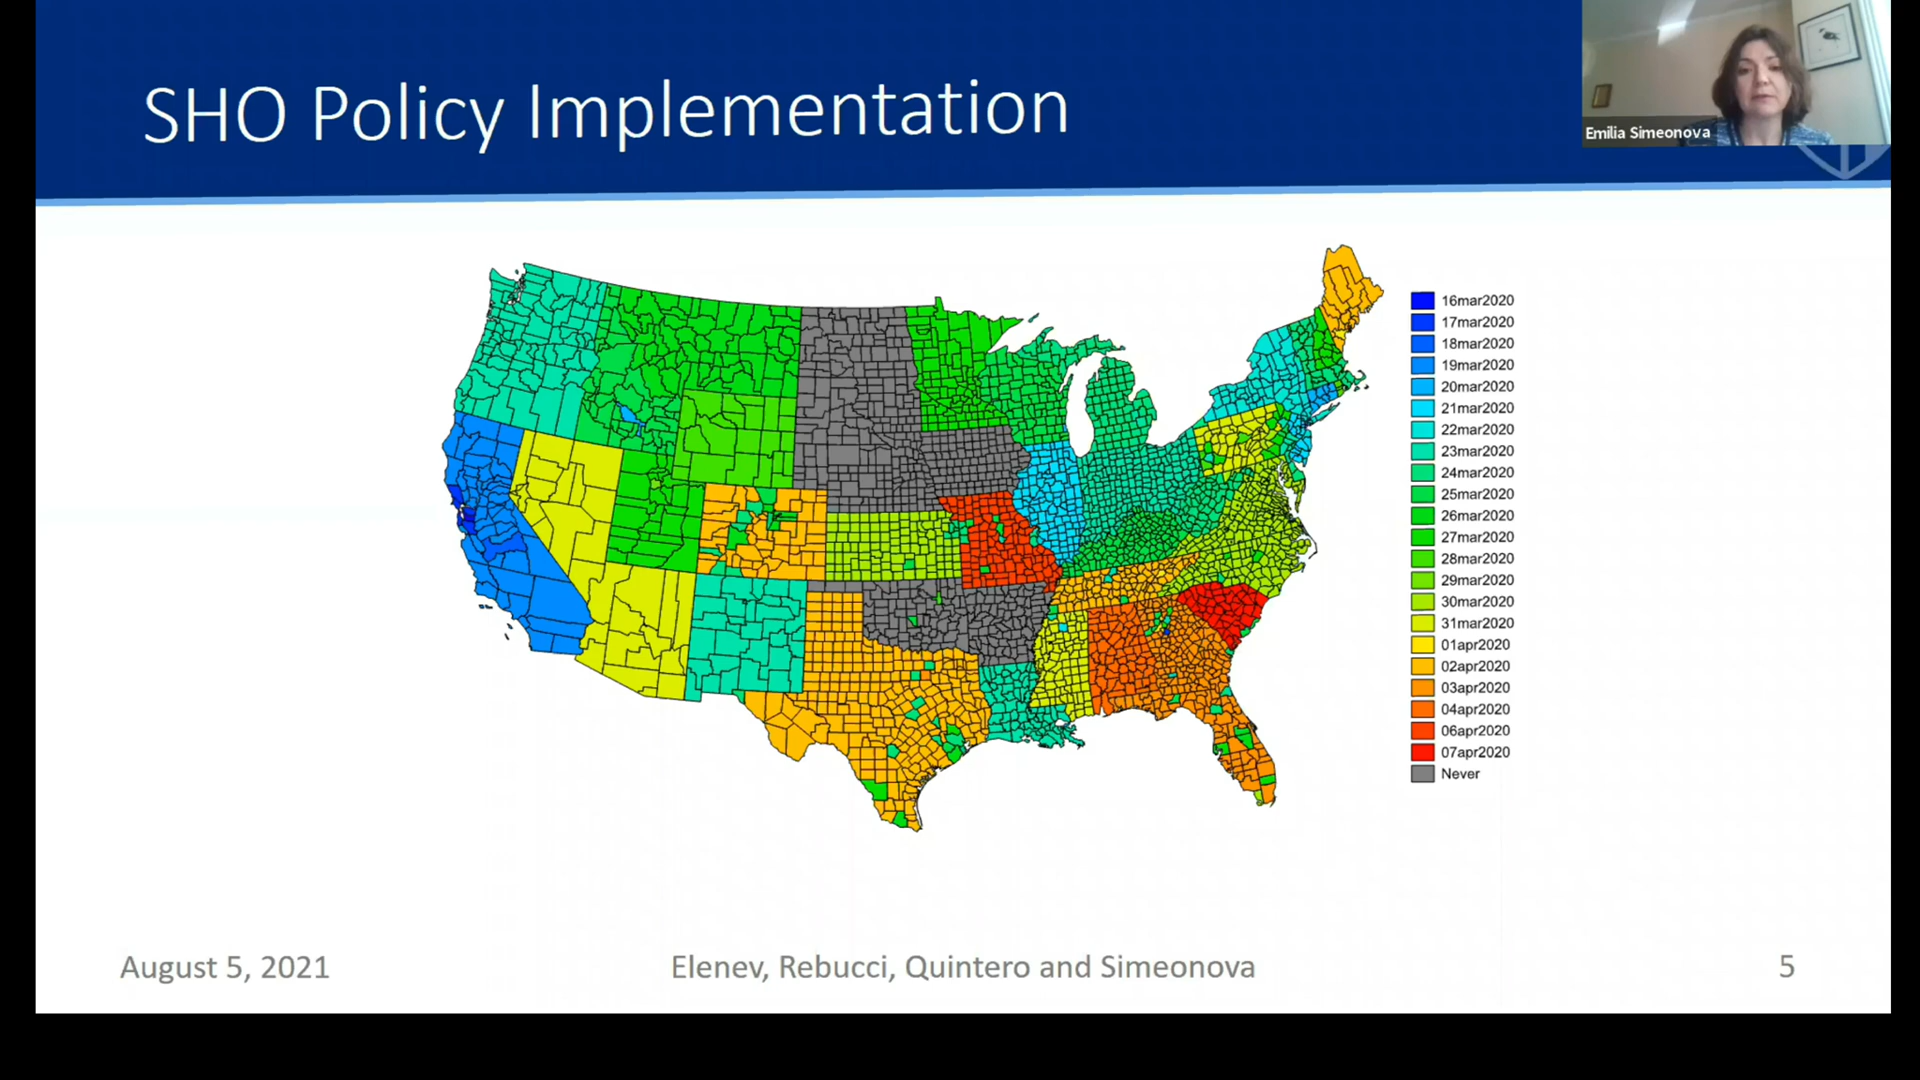 SHO Policy Implementation
Emilia Simeonova
16mar2020
17mar2020
18mar2020
19mar2020
20mar2020
21mar2020
22mar2020
23mar2020
24mar2020
25mar2020
26mar2020
27mar2020
28mar2020
29mar2020
30mar2020
31mar2020
01apr2020
02apr2020
03apr2020
04apr2020
06apr2020
07apr2020
Never
August 5, 2021
Elenev, Rebucci, Quintero and Simeonova
5